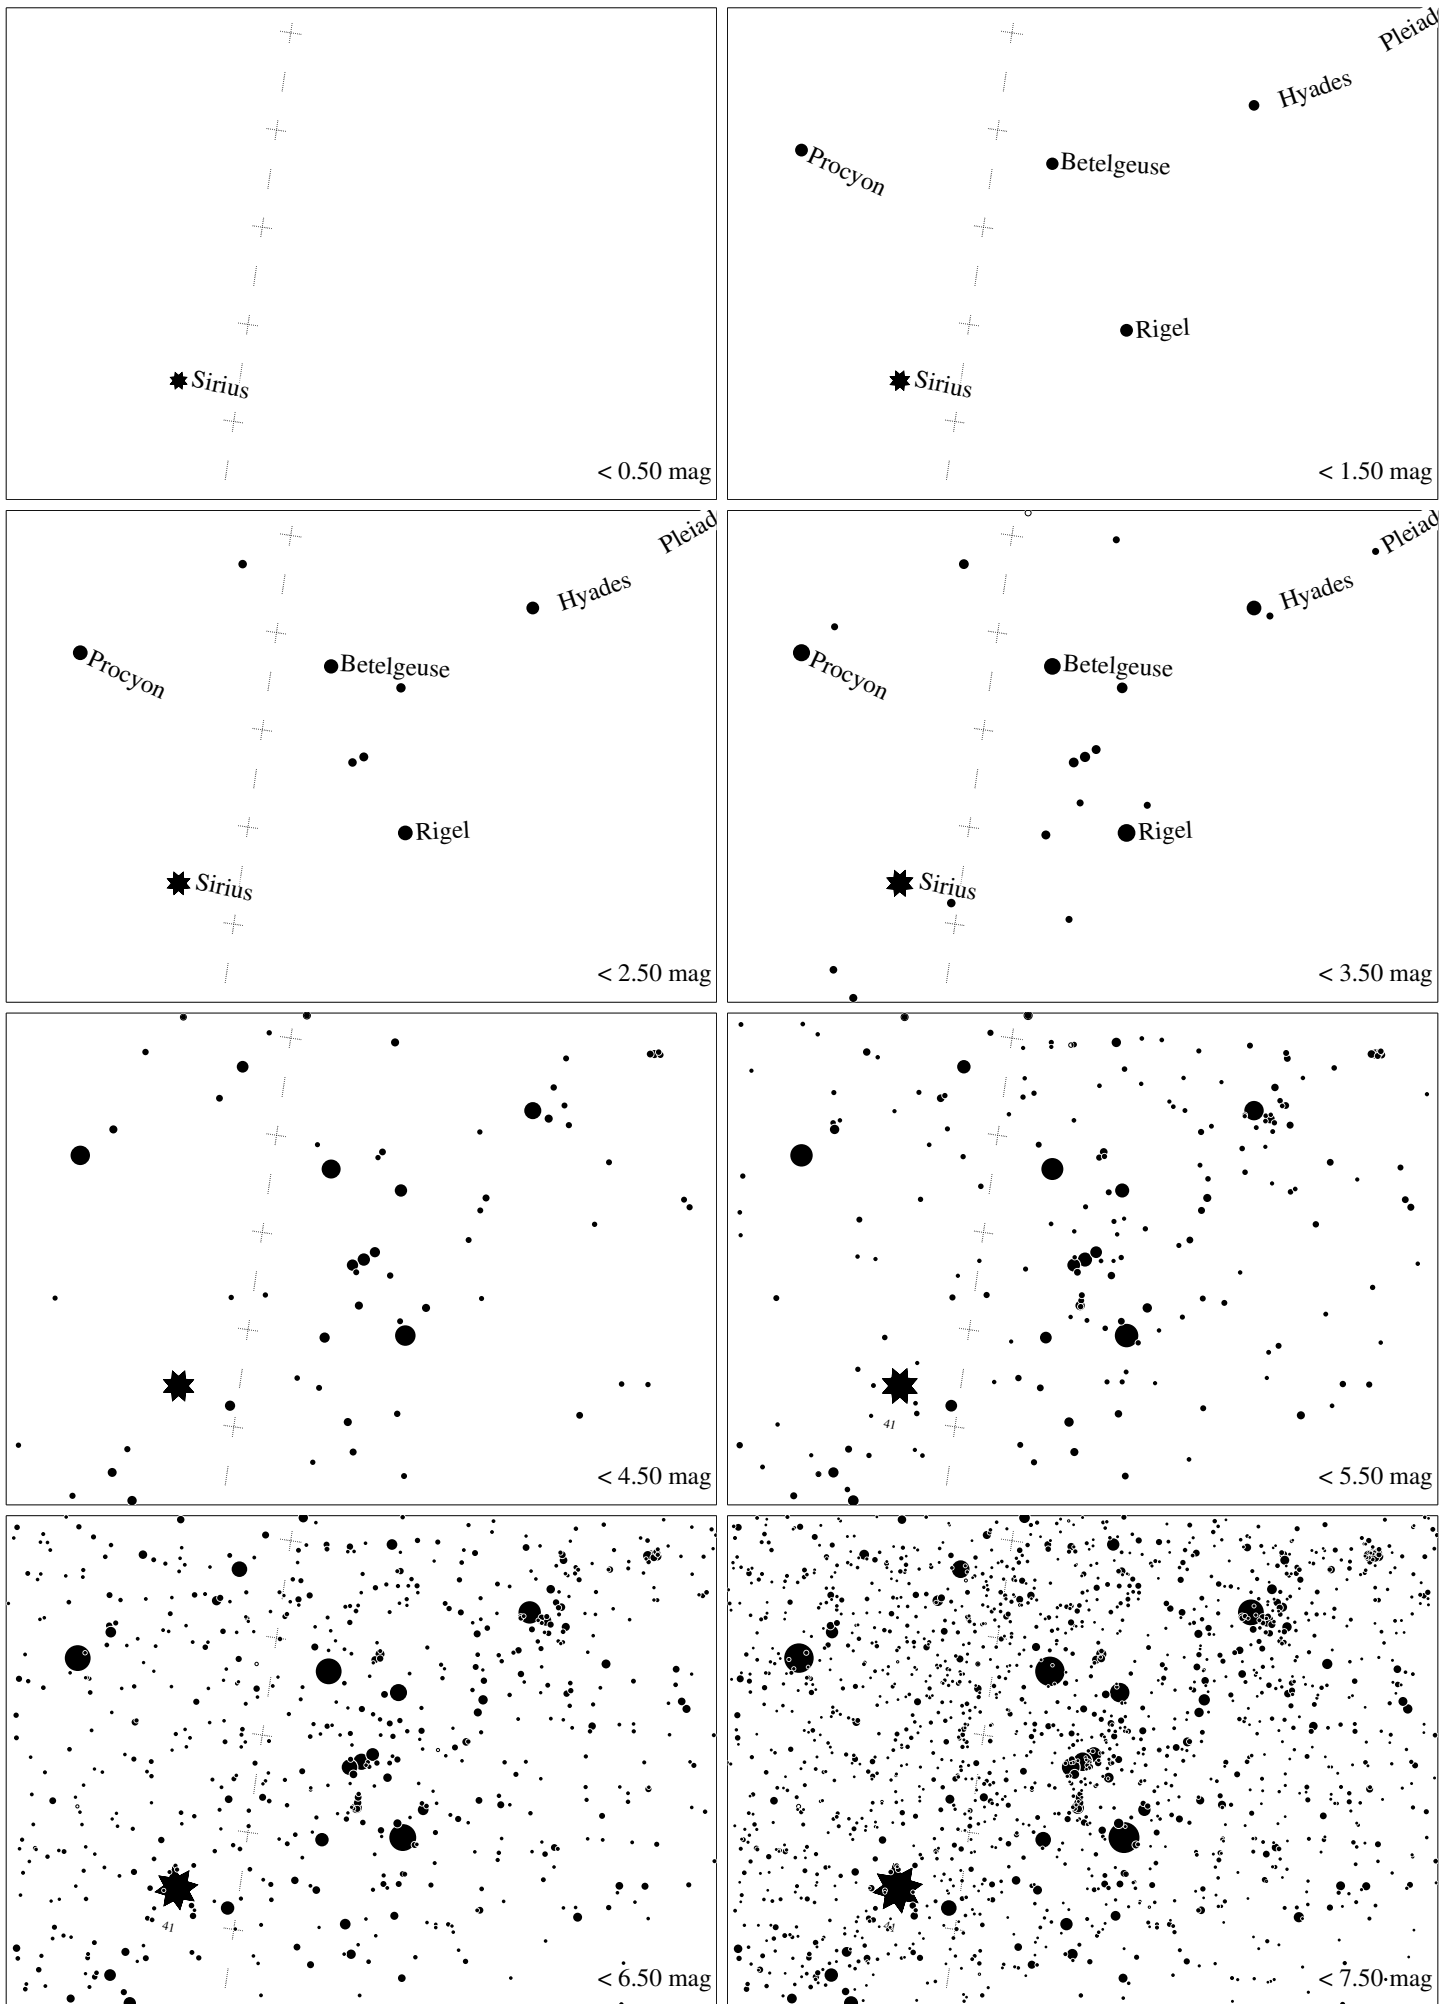 Sirius
< 0.50 mag
Pleiad
Hyades
Procyon
Betelgeuse
Rigel
Sirius
< 1.50 mag
Pleiad
Hyades
Procyon
Betelgeuse
Rigel
Sirius
< 2.50 mag
Pleiad
Hyades
Procyon
Betelgeuse
Rigel
Sirius
< 3.50 mag
< 4.50 mag
41
< 5.50 mag
41
< 6.50 mag
41
< 7.50 mag